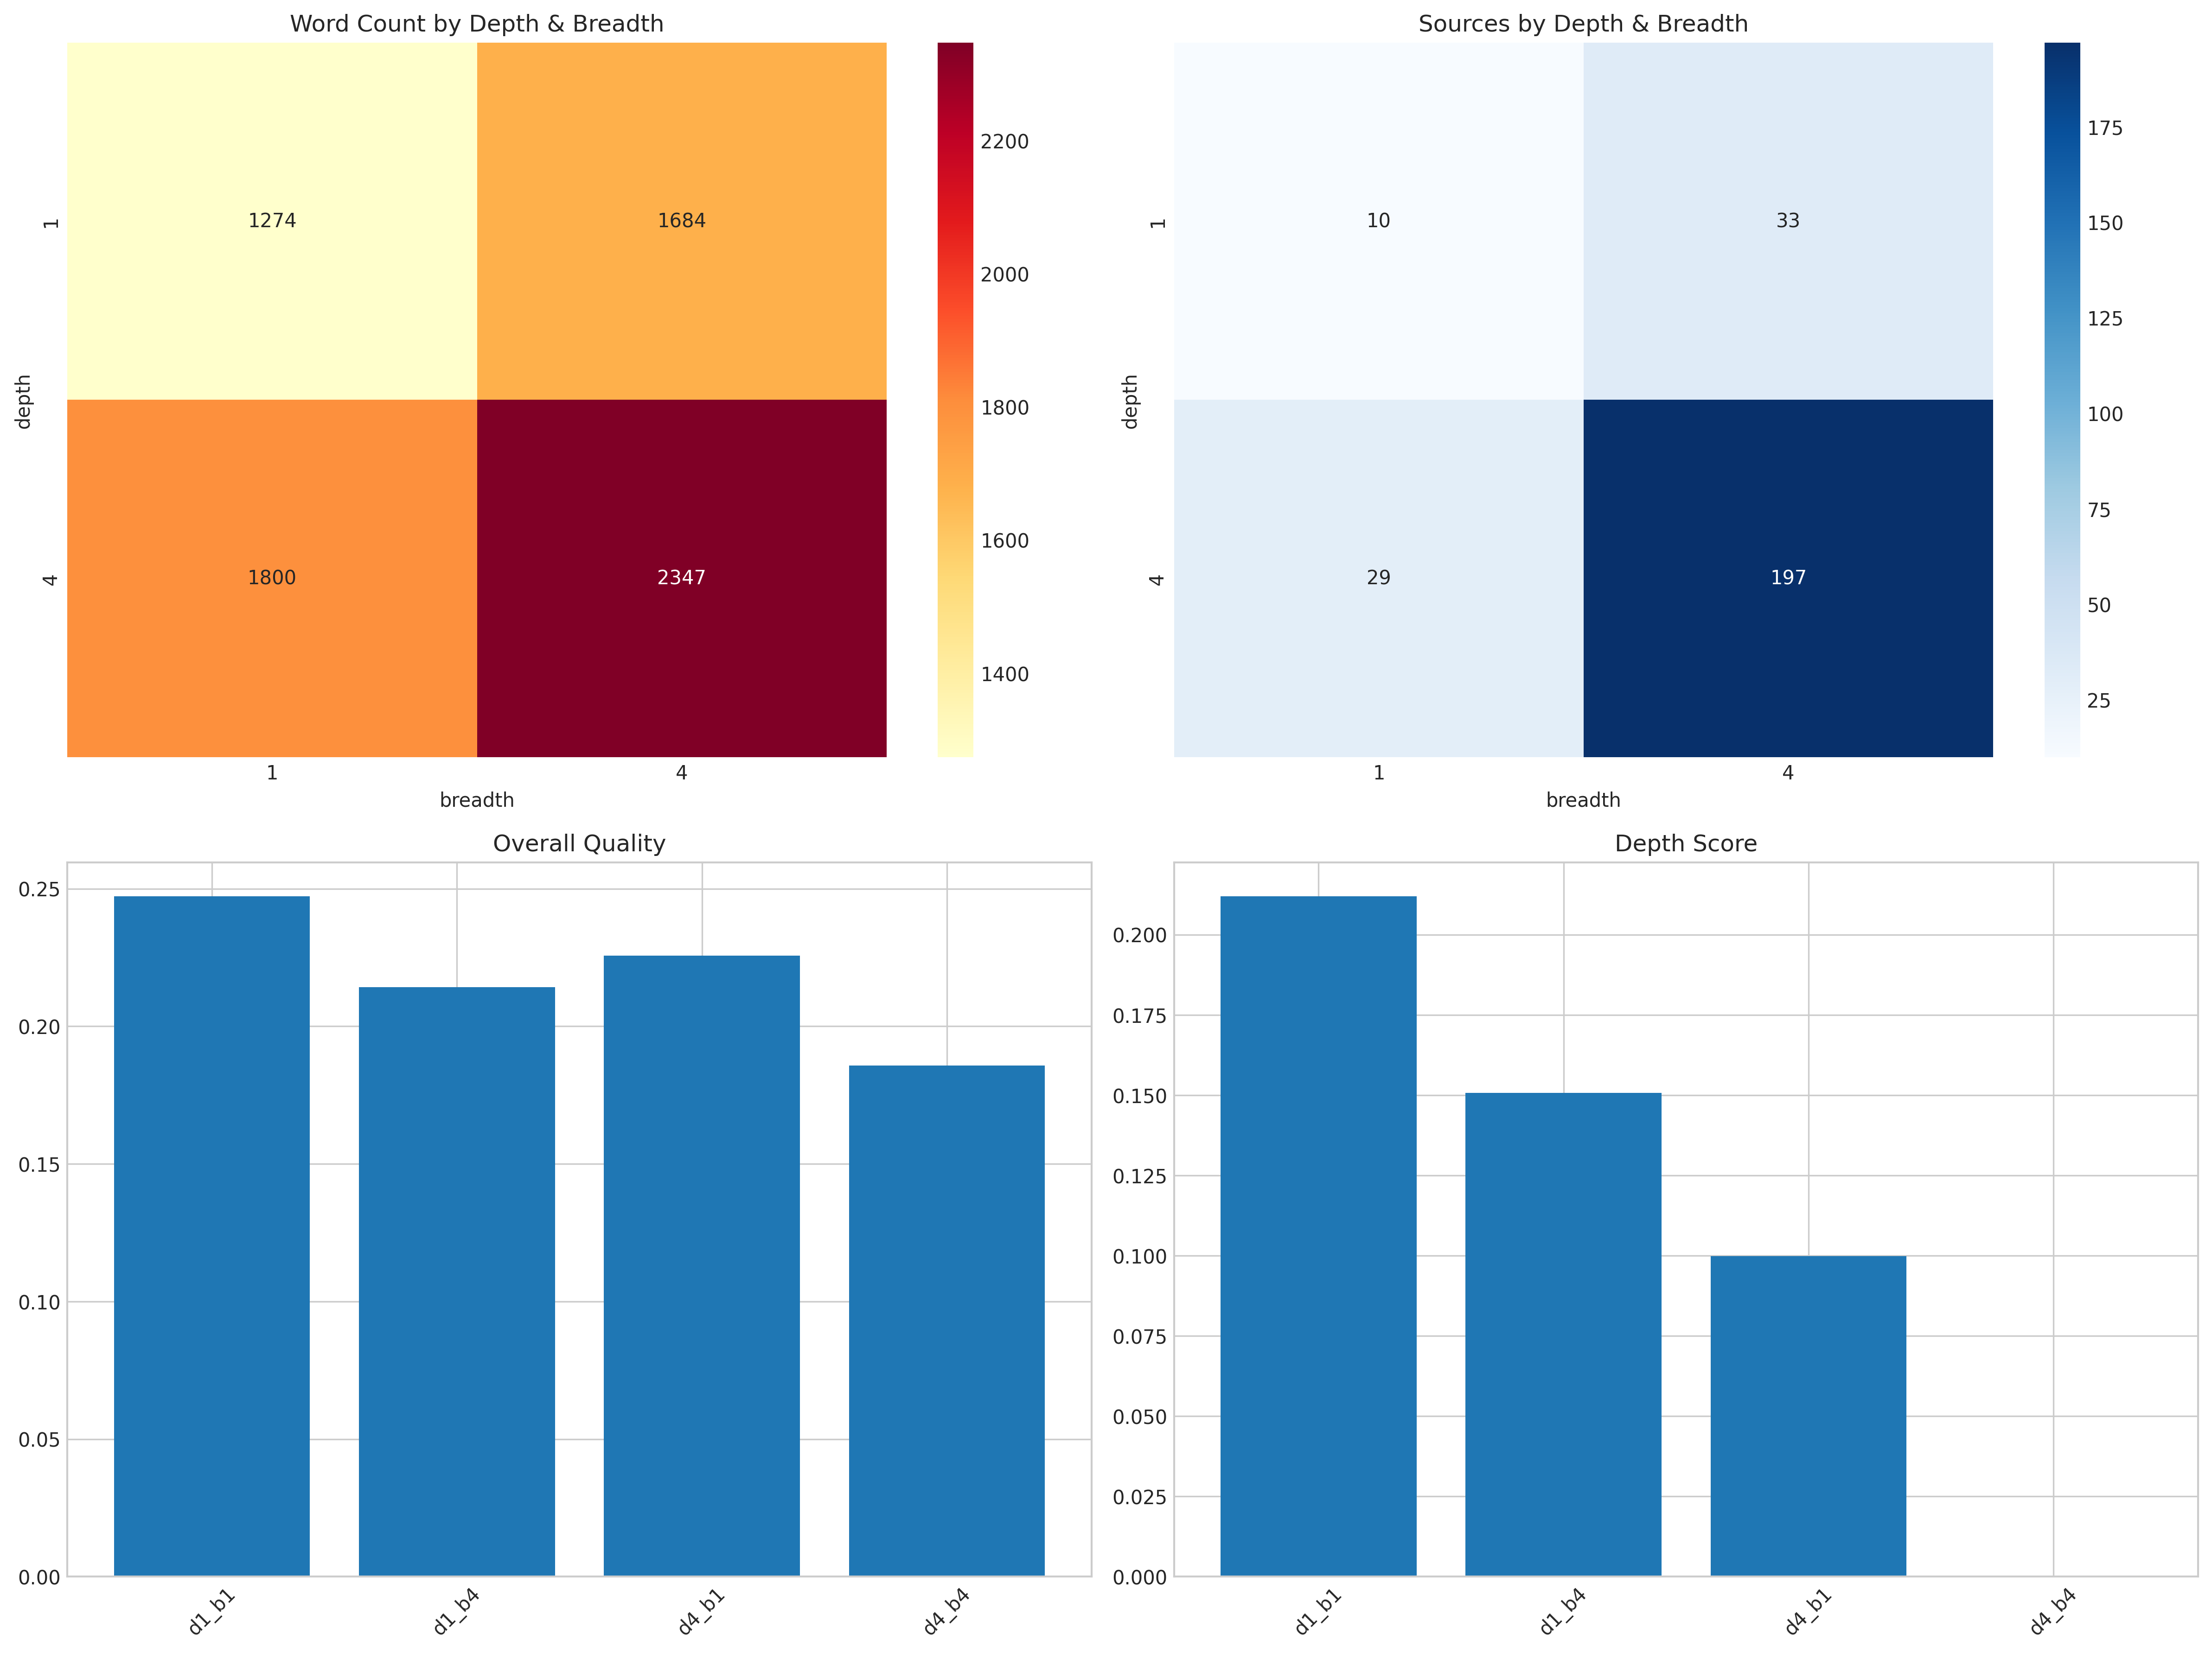 Word Count by Depth & Breadth
1274
1684
1800
2347
1
4
depth
1
4
breadth
2200
2000
1800
1600
1400
Sources by Depth & Breadth
10
33
29
197
1
4
depth
1
4
breadth
175
150
125
100
75
50
25
Overall Quality
0.25
0.20
0.15
0.10
0.05
0.00
d1_b1
d1_b4
d4_b1
d4_b4
Depth Score
0.200
0.175
0.150
0.125
0.100
0.075
0.050
0.025
0.000
d1_b1
d1_b4
d4_b1
d4_b4